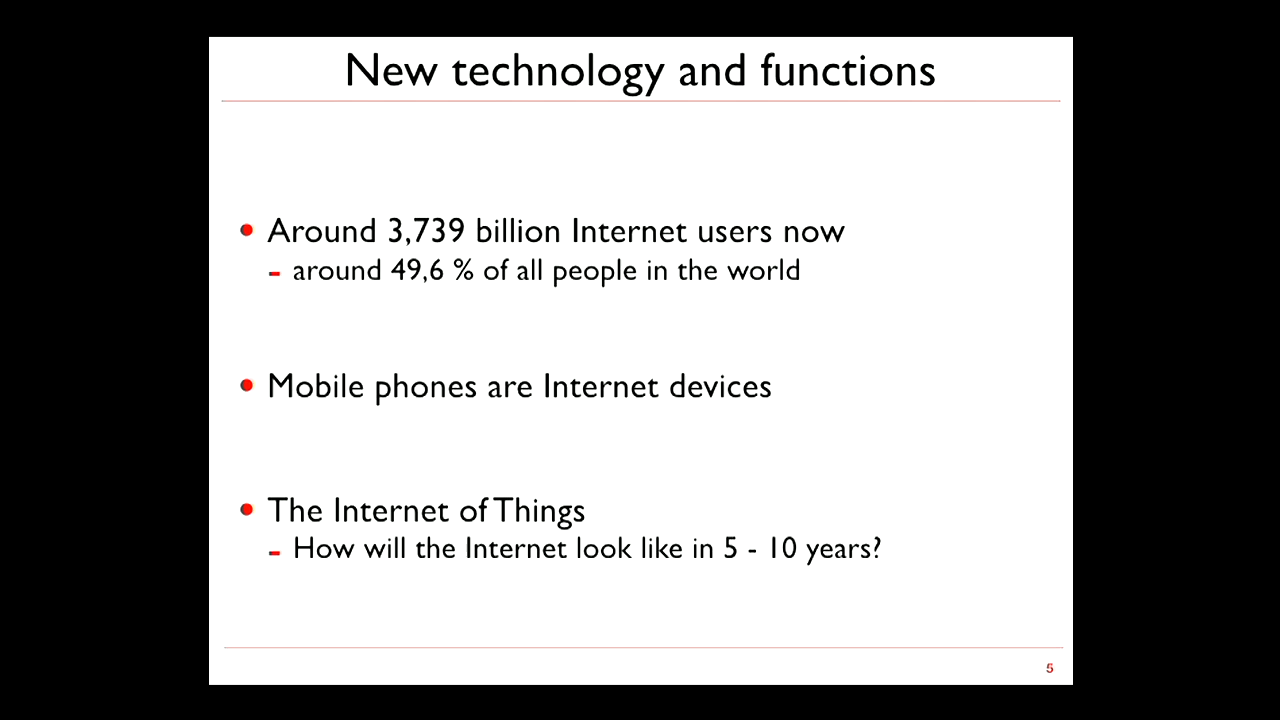 New technology and functions
• Around 3,739 billion Internet users now
- around 49,6 % of all people in the world
• Mobile phones are Internet devices
• The Internet of Things
- How will the Internet look like in 5 - 10 years?
5